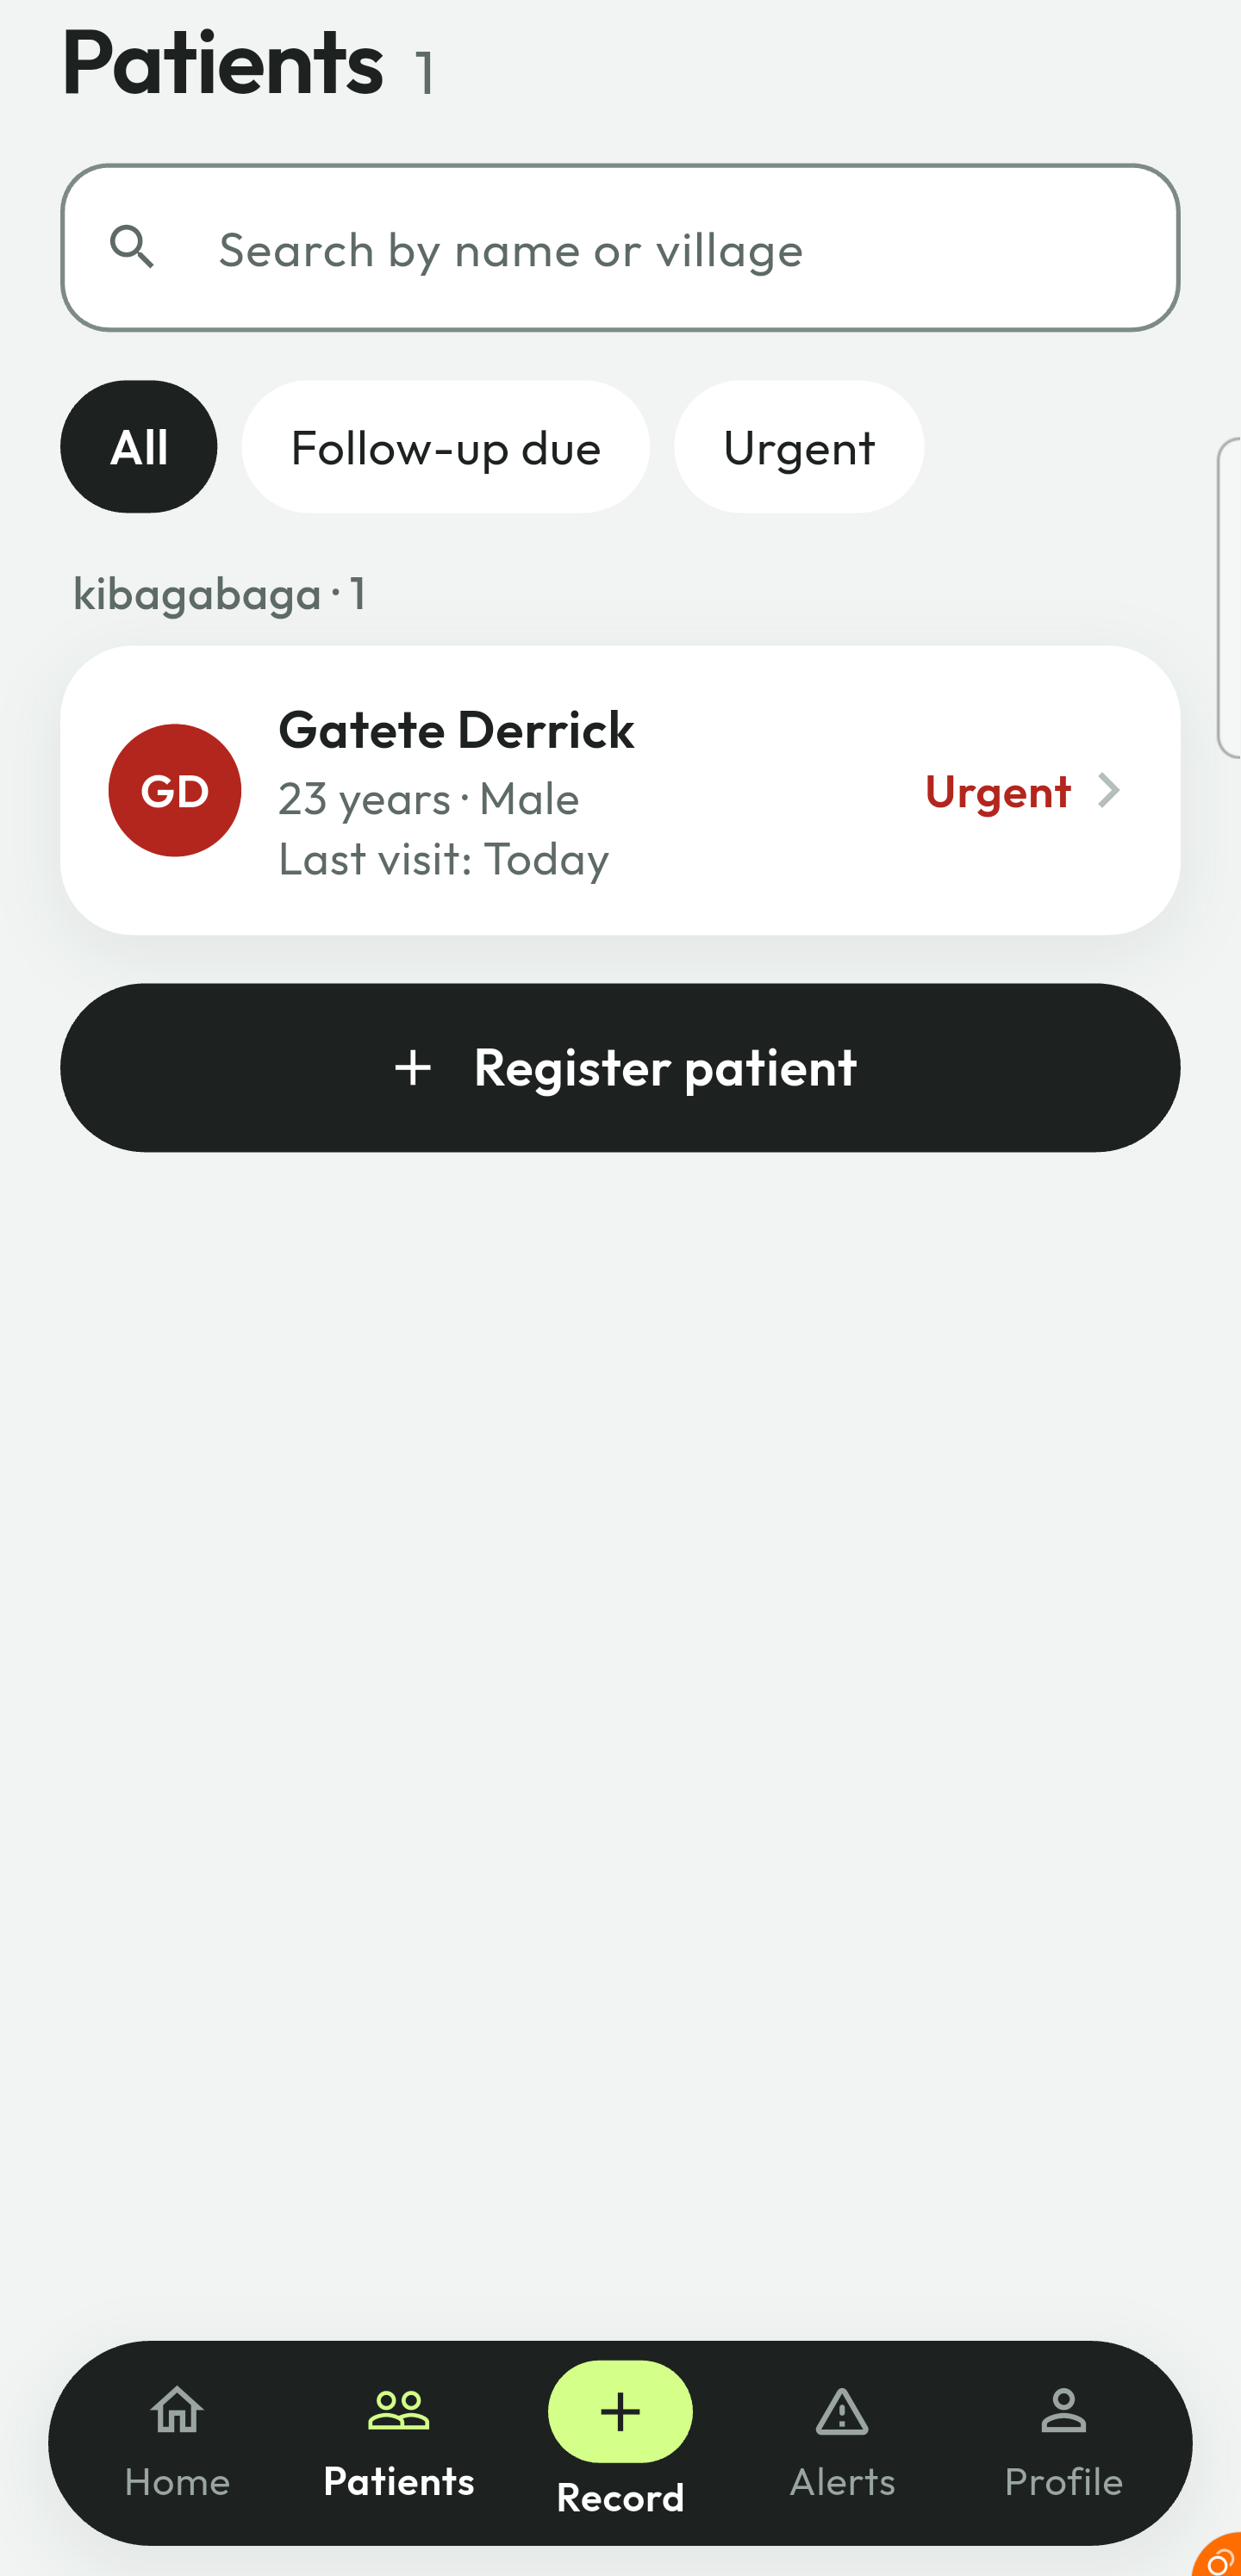 Patients 1
Search by name or village
All Follow-up due Urgent
kibagabaga · 1
Gatete Derrick
GD
23 years · Male
Urgent
Last visit: Today
+ Register patient
Home Patients Record Alerts Profile